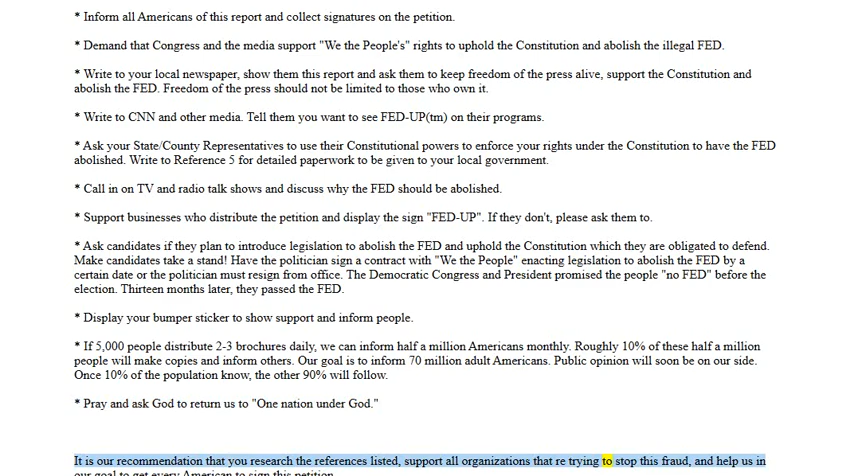 * Inform all Americans of this report and collect signatures on the petition.
* Demand that Congress and the media support "We the People's" rights to uphold the Constitution and abolish the illegal FED.
* Write to your local newspaper, show them this report and ask them to keep freedom of the press alive, support the Constitution and
abolish the FED. Freedom of the press should not be limited to those who own it.
* Write to CNN and other media. Tell them you want to see FED-UP(tm) on their programs.
* Ask your State/County Representatives to use their Constitutional powers to enforce your rights under the Constitution to have the FED
abolished. Write to Reference 5 for detailed paperwork to be given to your local government.
* Call in on TV and radio talk shows and discuss why the FED should be abolished.
* Support businesses who distribute the petition and display the sign "FED-UP". If they don't, please ask them to.
* Ask candidates if they plan to introduce legislation to abolish the FED and uphold the Constitution which they are obligated to defend.
Make candidates take a stand! Have the politician sign a contract with "We the People" enacting legislation to abolish the FED by a
certain date or the politician must resign from office. The Democratic Congress and President promised the people "no FED" before the
election. Thirteen months later, they passed the FED.
* Display your bumper sticker to show support and inform people.
* If 5,000 people distribute 2-3 brochures daily, we can inform half a million Americans monthly. Roughly 10% of these half a million
people will make copies and inform others. Our goal is to inform 70 million adult Americans. Public opinion will soon be on our side.
Once 10% of the population know, the other 90% will follow.
* Pray and ask God to return us to "One nation under God."
It is our recommendation that you research the references listed, support all organizations that re trying to stop this fraud, and help us in
our goal to get every American to sign this petition.